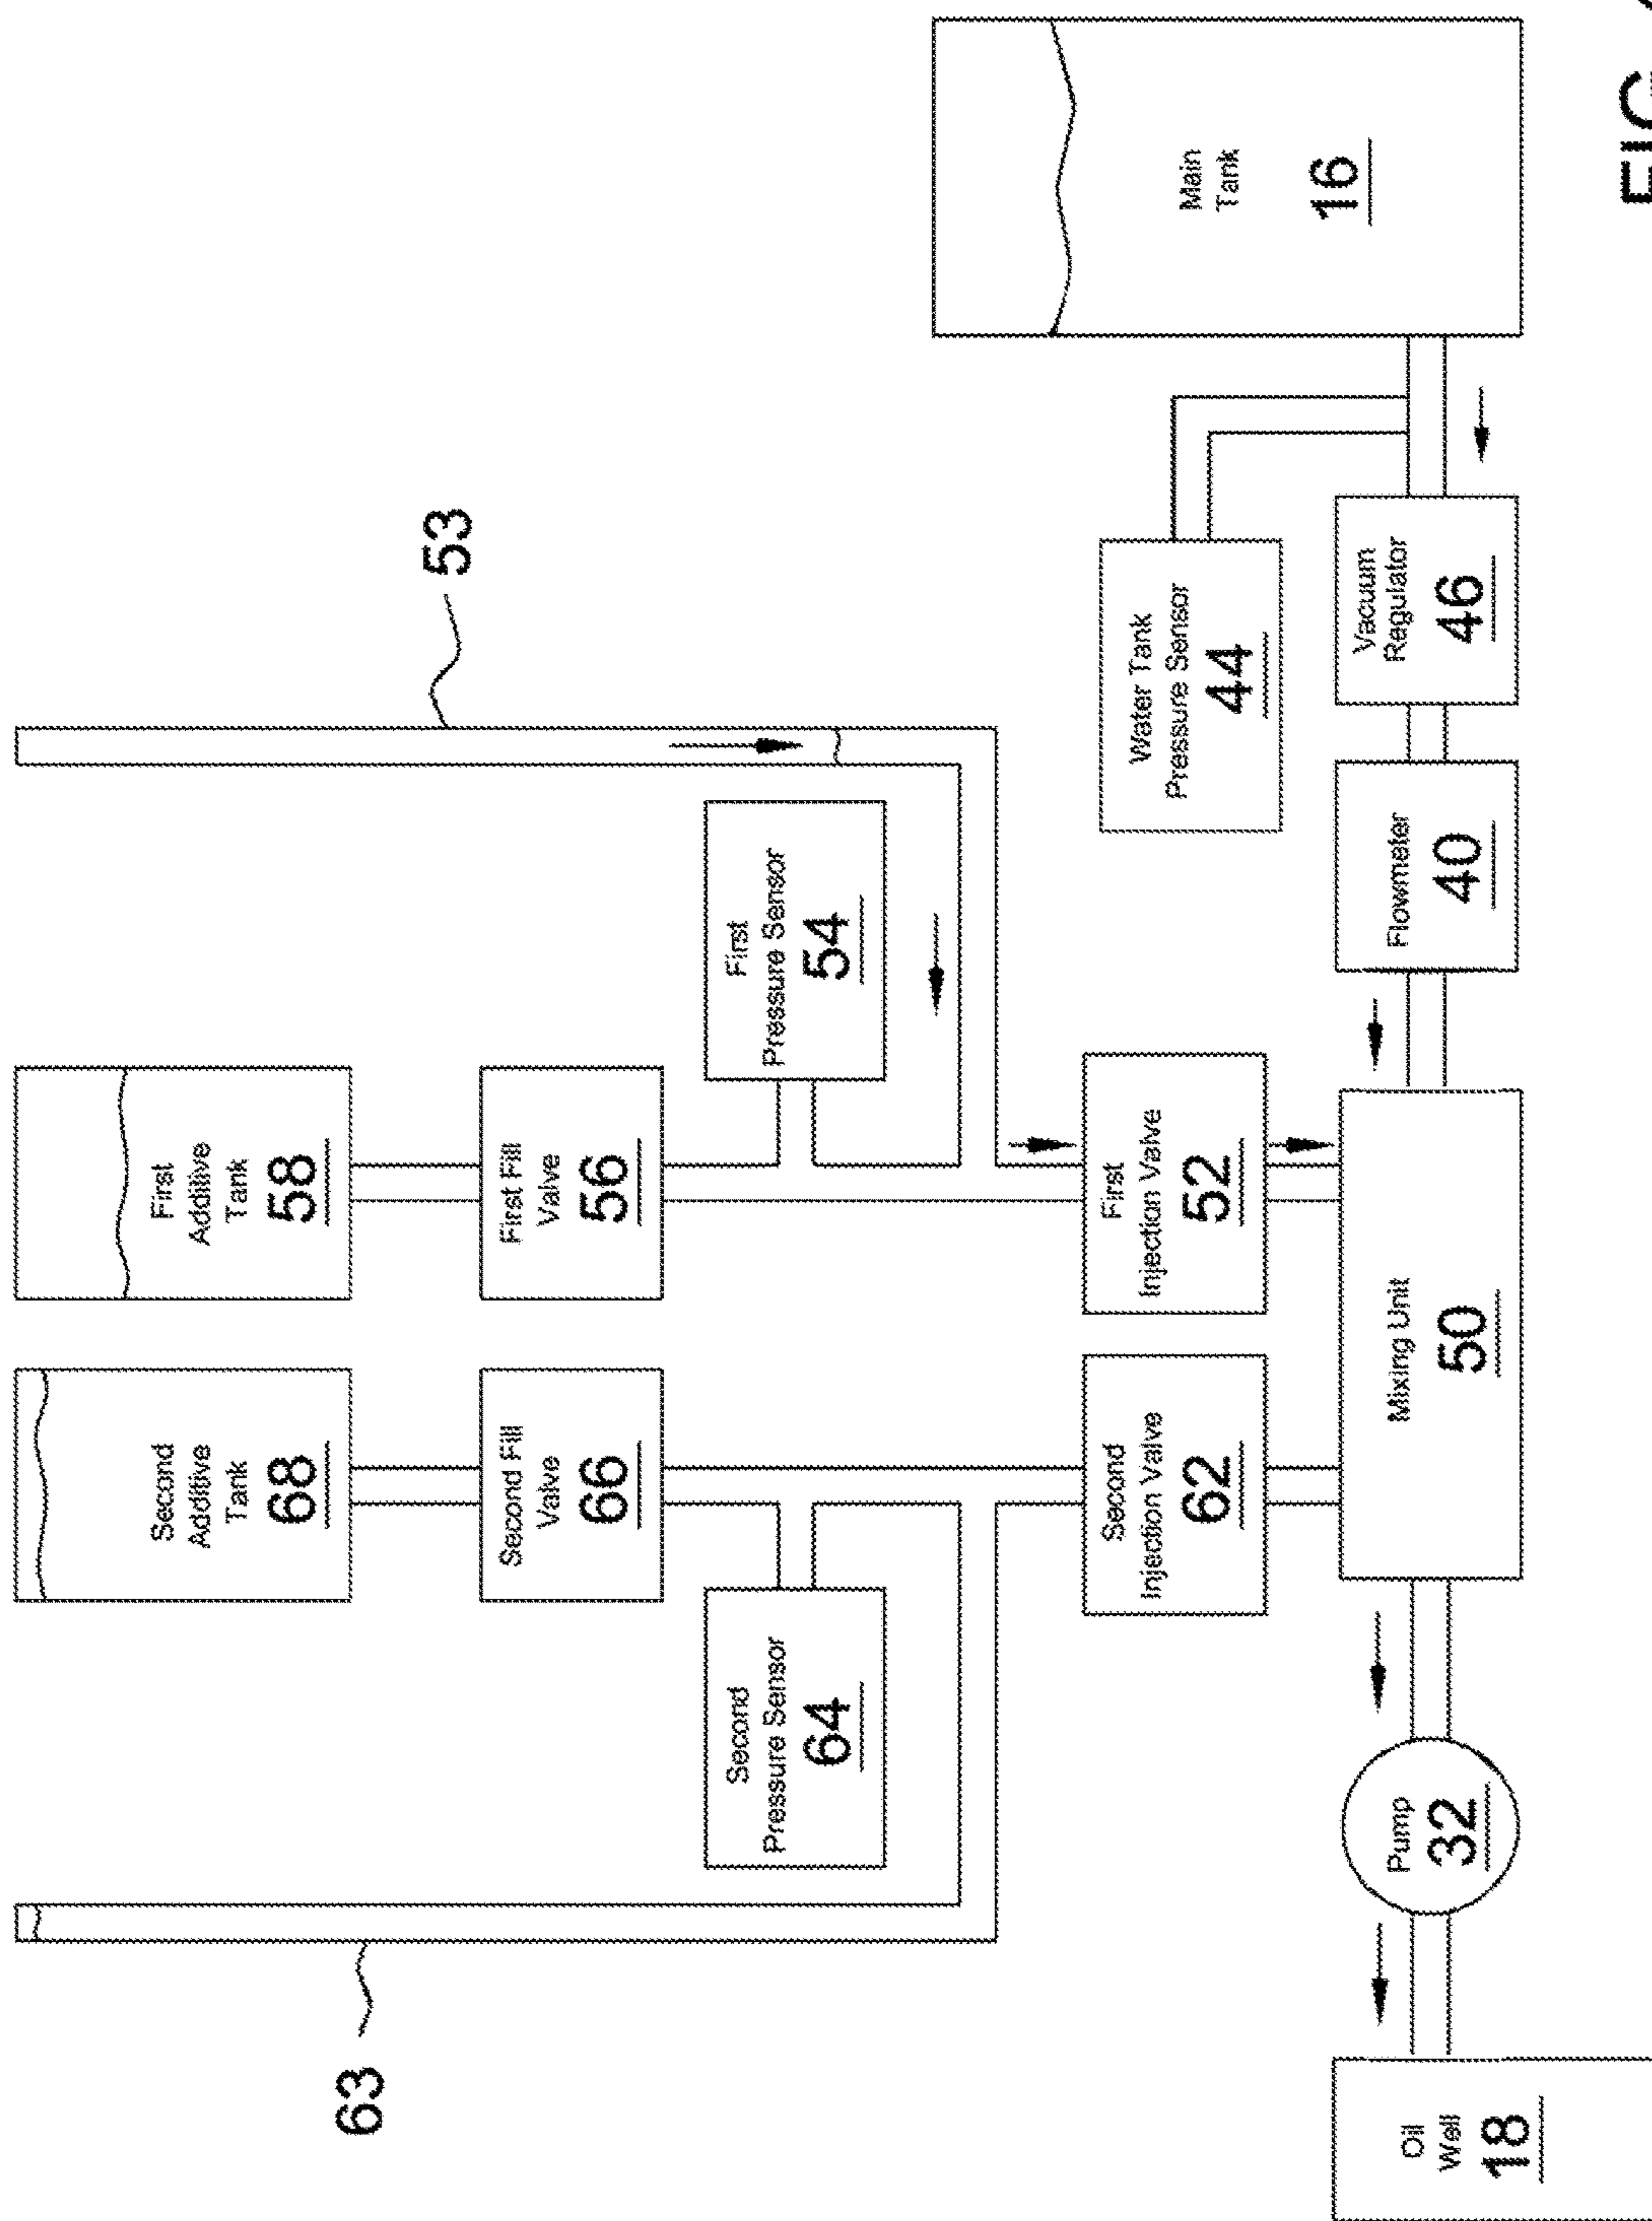 Second
Additive
Tank
68
First
Additive
Tank
58
63
53
Second Fill
Valve
66
First Fill
Valve
56
Second
Pressure Sensor
64
First
Pressure Sensor
54
Second
Injection Valve
62
First
Injection Valve
52
Water Tank
Pressure Sensor
44
Main
Tank
16
Oil
Well
18
Pump
32
Mixing Unit
50
Flowmeter
40
Vacuum
Regulator
46
FIG